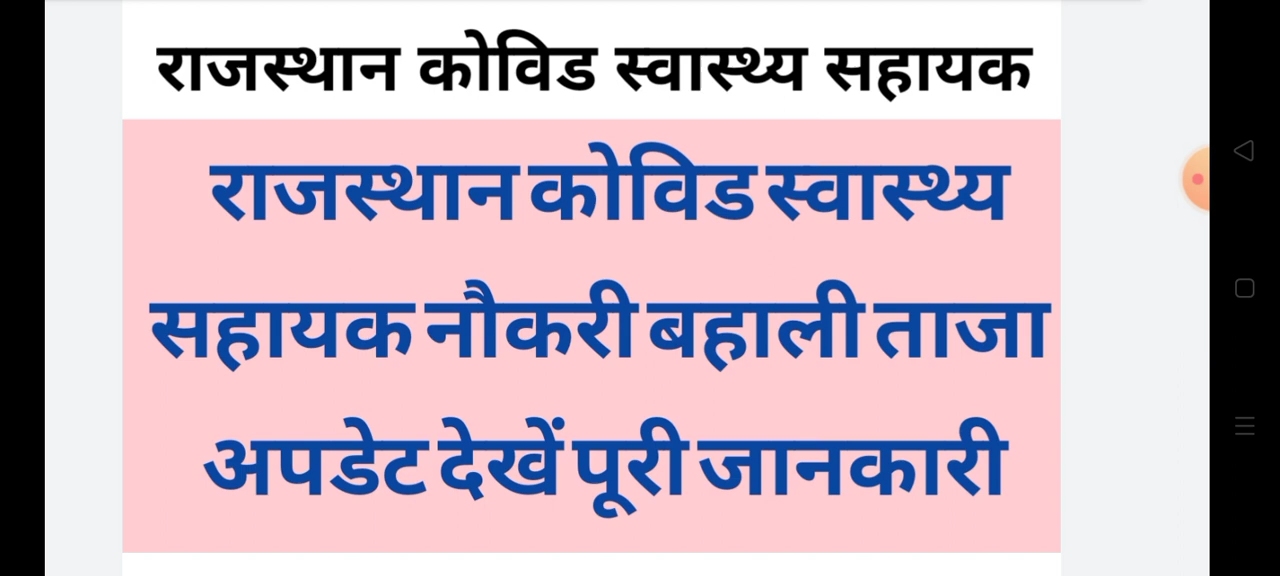 राजस्थान कोविड स्वास्थ्य सहायक
राजस्थान कोविड स्वास्थ्य
सहायक नौकरी बहाली ताजा
अपडेट देखें पूरी जानकारी